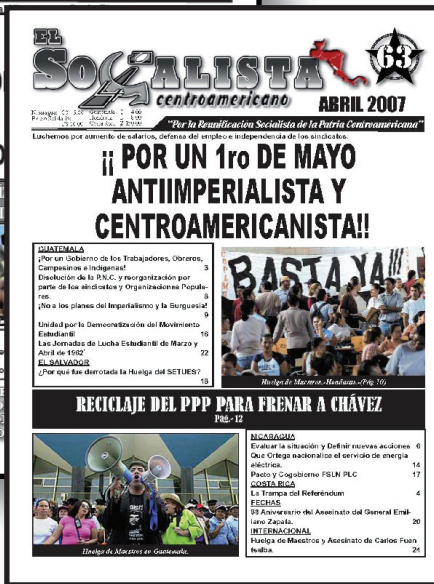 EL
SOCIALISTA
centroamericano
63
ABRIL 2007
"Por la Reunificación Socialista de la Patria Centroamericana"
Luchemos por aumento de salarios, defensa del empleo e independencia de los sindicatos.
¡¡ POR UN 1ro DE MAYO
ANTIIMPERIALISTA Y
CENTROAMERICANISTA!!
GUATEMALA
¡Por un Gobierno de los Trabajadores, Obreros,
Campesinos e Indígenas! 3
Disolución de la P.N.C. y reorganización por
parte de los sindicatos y Organizaciones Popula-
res. 8
¡No a los planes del Imperialismo y la Burguesía!
9
Unidad por la Democratización del Movimiento
Estudiantil 16
Las Jornadas de Lucha Estudiantil de Marzo y
Abril de 1962 22
EL SALVADOR
¿Por qué fue derrotada la Huelga del SETUES?
18
BASTA YA!!!
Huelga de Maestros.-Honduras.-(Pág 10)
RECICLAJE DEL PPP PARA FRENAR A CHÁVEZ
PÁG.- 12
Huelga de Maestros en Guatemala.
NICARAGUA
Evaluar la situación y Definir nuevas acciones 6
Que Ortega nacionalice el servicio de energía
eléctrica. 14
Pacto y Cogobierno FSLN PLC 17
COSTA RICA
La Trampa del Referéndum 4
FECHAS
88 Aniversario del Asesinato del General Emil-
iano Zapata. 20
INTERNACIONAL
Huelga de Maestros y Asesinato de Carlos Fuen
tealba. 24